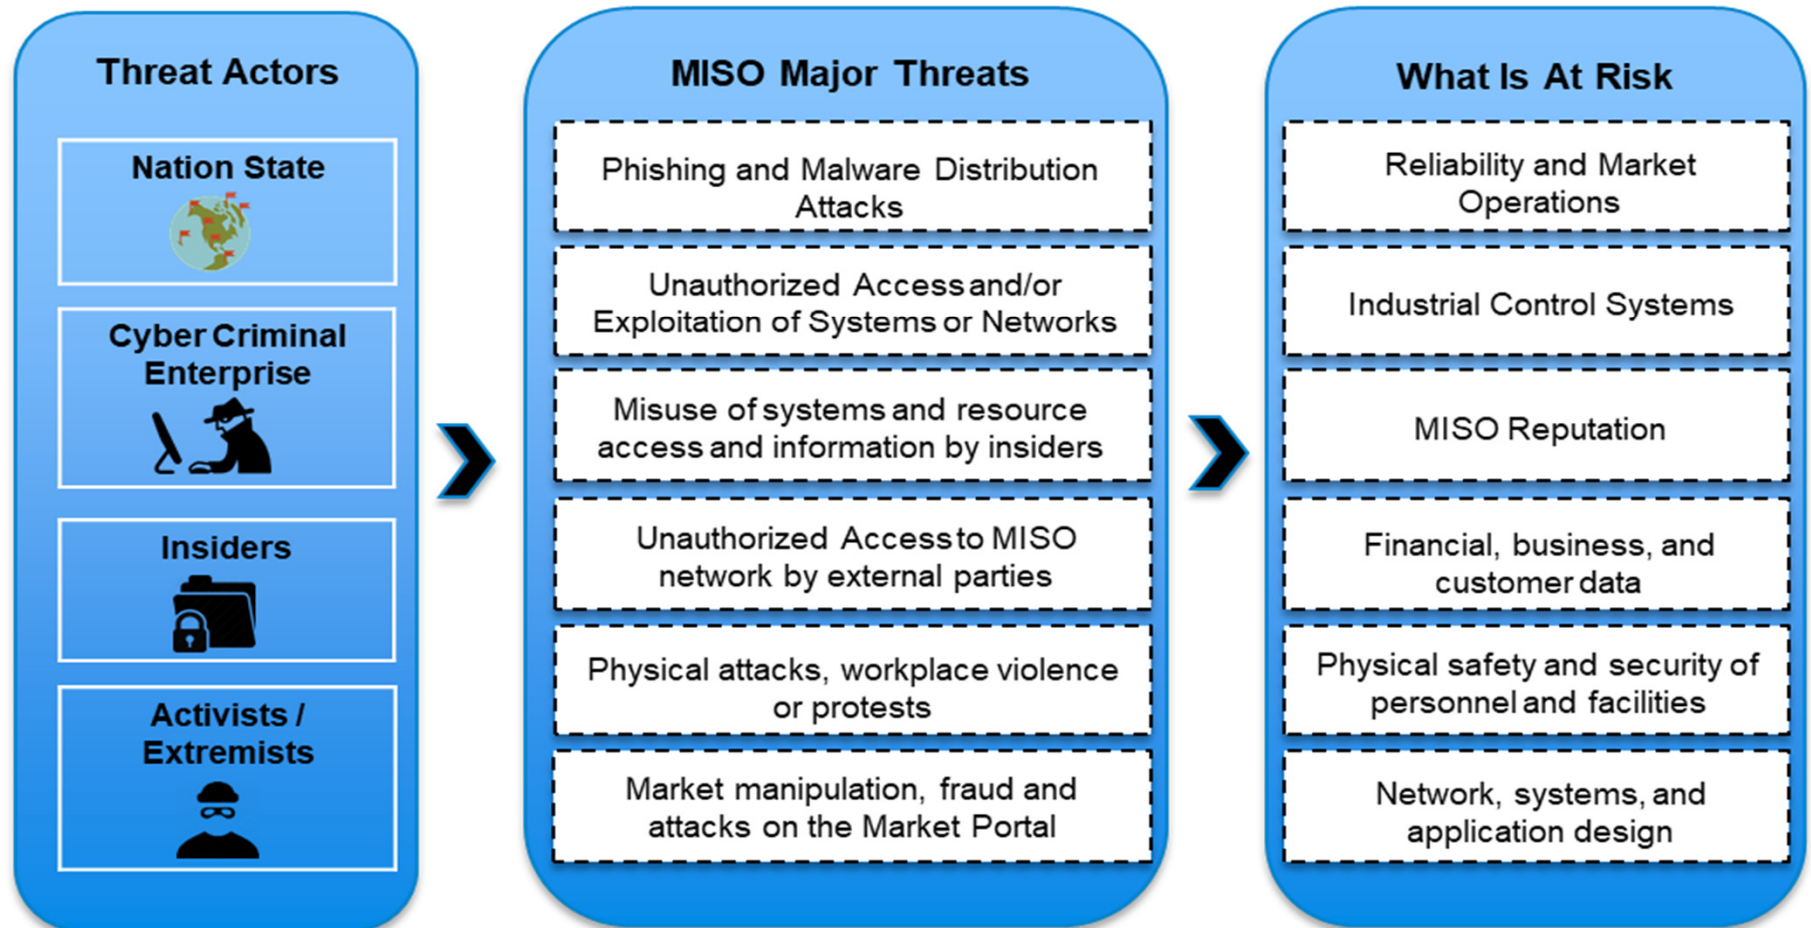 Threat Actors
Nation State
Cyber Criminal
Enterprise
Insiders
Activists /
Extremists
MISO Major Threats
Phishing and Malware Distribution
Attacks
Unauthorized Access and/or
Exploitation of Systems or Networks
Misuse of systems and resource
access and information by insiders
Unauthorized Access to MISO
network by external parties
Physical attacks, workplace violence
or protests
Market manipulation, fraud and
attacks on the Market Portal
What Is At Risk
Reliability and Market
Operations
Industrial Control Systems
MISO Reputation
Financial, business, and
customer data
Physical safety and security of
personnel and facilities
Network, systems, and
application design